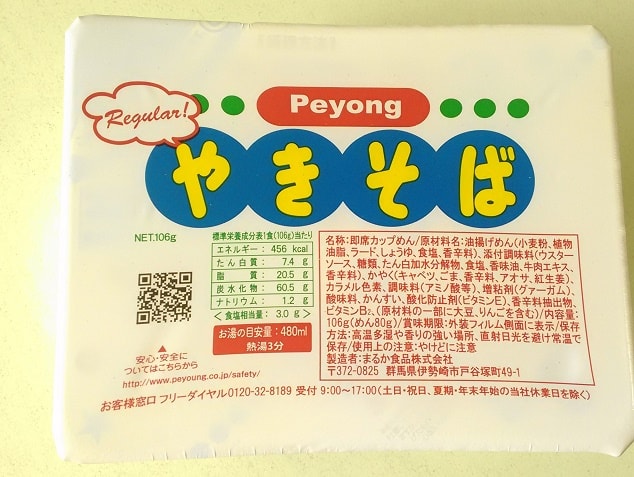 Regular!
Peyong
やきそば
NET.106g
標準栄養成分表1食(106g)当たり
エネルギー: 456 kcal
たん白質: 7.4 g
脂 質: 20.5 g
炭水化物: 60.5 g
ナトリウム: 1.2 g
<食塩相当量: 3.0 g>
お湯の目安量: 480ml
熱湯3分
安心・安全に
ついてはこちらから
http://www.peyoung.co.jp/safety/
名称:即席カップめん/原材料名:油揚げめん(小麦粉、植物
油脂、ラード、しょうゆ、食塩、香辛料)、添付調味料(ウスター
ソース、糖類、たん白加水分解物、食塩、香味油、牛肉エキス、
香辛料)、かやく(キャベツ、ごま、香辛料、アオサ、紅生姜)、
カラメル色素、調味料(アミノ酸等)、増粘剤(グァーガム)、
酸味料、かんすい、酸化防止剤(ビタミンE)、香辛料抽出物、
ビタミンB₂、(原材料の一部に大豆、りんごを含む)/内容量:
106g(めん80g)/賞味期限:外装フィルム側面に表示/保存
方法:高温多湿や香りの強い場所、直射日光を避け常温で
保存/使用上の注意:やけどに注意
製造者:まるか食品株式会社
〒372-0825 群馬県伊勢崎市戸谷塚町49-1
お客様窓口 フリーダイヤル0120-32-8189 受付 9:00〜17:00(土日・祝日、夏期・年末年始の当社休業日を除く)